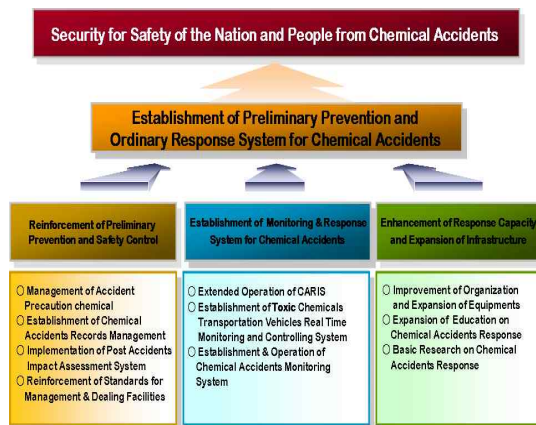 Security for Safety of the Nation and People from Chemical Accidents
Establishment of Preliminary Prevention and
Ordinary Response System for Chemical Accidents
Reinforcement of Preliminary
Prevention and Safety Control
○ Management of Accident
Precaution chemical
○ Establishment of Chemical
Accidents Records Management
○ Implementation of Post Accidents
Impact Assessment System
○ Reinforcement of Standards for
Management & Dealing Facilities
Establishment of Monitoring & Response
System for Chemical Accidents
○ Extended Operation of CARIS
○ Establishment of Toxic Chemicals
Transportation Vehicles Real Time
Monitoring and Controlling System
○ Establishment & Operation of
Chemical Accidents Monitoring
System
Enhancement of Response Capacity
and Expansion of Infrastructure
○ Improvement of Organization
and Expansion of Equipments
○ Expansion of Education on
Chemical Accidents Response
○ Basic Research on Chemical
Accidents Response